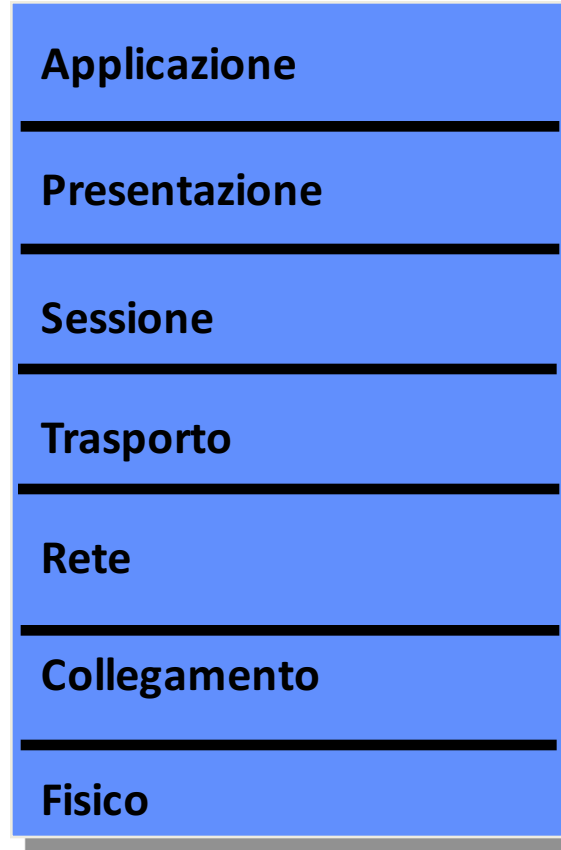 Applicazione
Presentazione
Sessione
Trasporto
Rete
Collegamento
Fisico